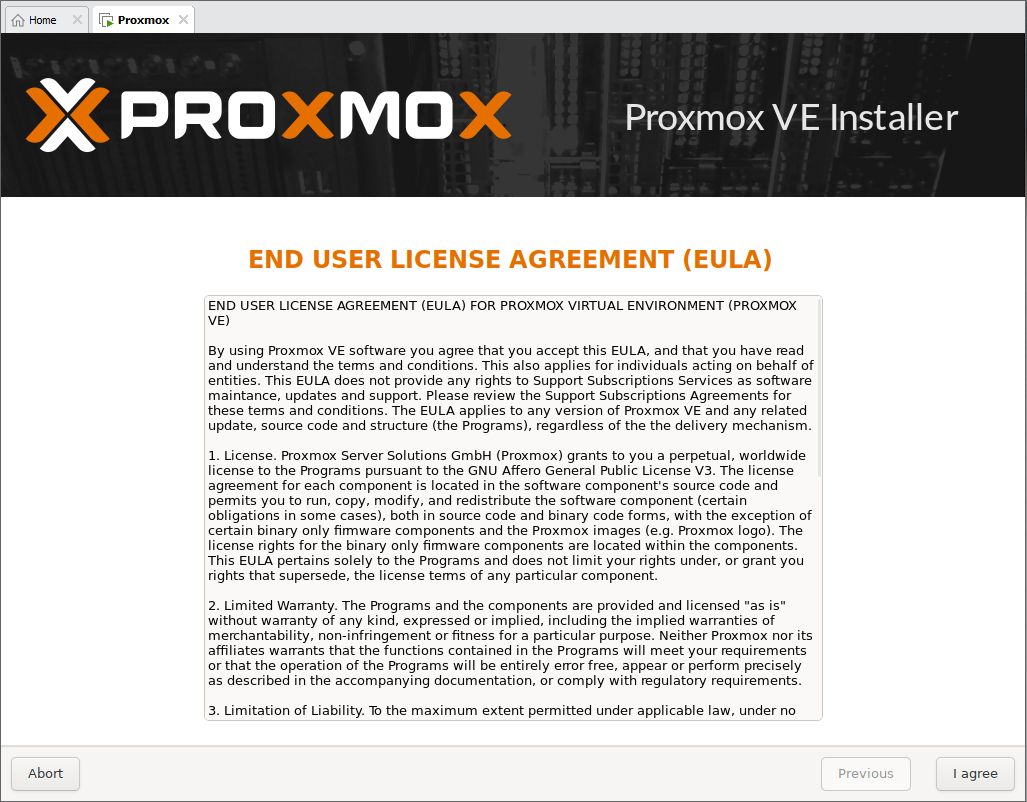 Home
Proxmox
PROXMOX
Proxmox VE Installer
END USER LICENSE AGREEMENT (EULA)
END USER LICENSE AGREEMENT (EULA) FOR PROXMOX VIRTUAL ENVIRONMENT (PROXMOX
VE)
By using Proxmox VE software you agree that you accept this EULA, and that you have read
and understand the terms and conditions. This also applies for individuals acting on behalf of
entities. This EULA does not provide any rights to Support Subscriptions Services as software
maintance, updates and support. Please review the Support Subscriptions Agreements for
these terms and conditions. The EULA applies to any version of Proxmox VE and any related
update, source code and structure (the Programs), regardless of the the delivery mechanism.
1. License. Proxmox Server Solutions GmbH (Proxmox) grants to you a perpetual, worldwide
license to the Programs pursuant to the GNU Affero General Public License V3. The license
agreement for each component is located in the software component's source code and
permits you to run, copy, modify, and redistribute the software component (certain
obligations in some cases), both in source code and binary code forms, with the exception of
certain binary only firmware components and the Proxmox images (e.g. Proxmox logo). The
license rights for the binary only firmware components are located within the components.
This EULA pertains solely to the Programs and does not limit your rights under, or grant you
rights that supersede, the license terms of any particular component.
2. Limited Warranty. The Programs and the components are provided and licensed "as is"
without warranty of any kind, expressed or implied, including the implied warranties of
merchantability, non-infringement or fitness for a particular purpose. Neither Proxmox nor its
affiliates warrants that the functions contained in the Programs will meet your requirements
or that the operation of the Programs will be entirely error free, appear or perform precisely
as described in the accompanying documentation, or comply with regulatory requirements.
3. Limitation of Liability. To the maximum extent permitted under applicable law, under no
Abort
Previous
I agree